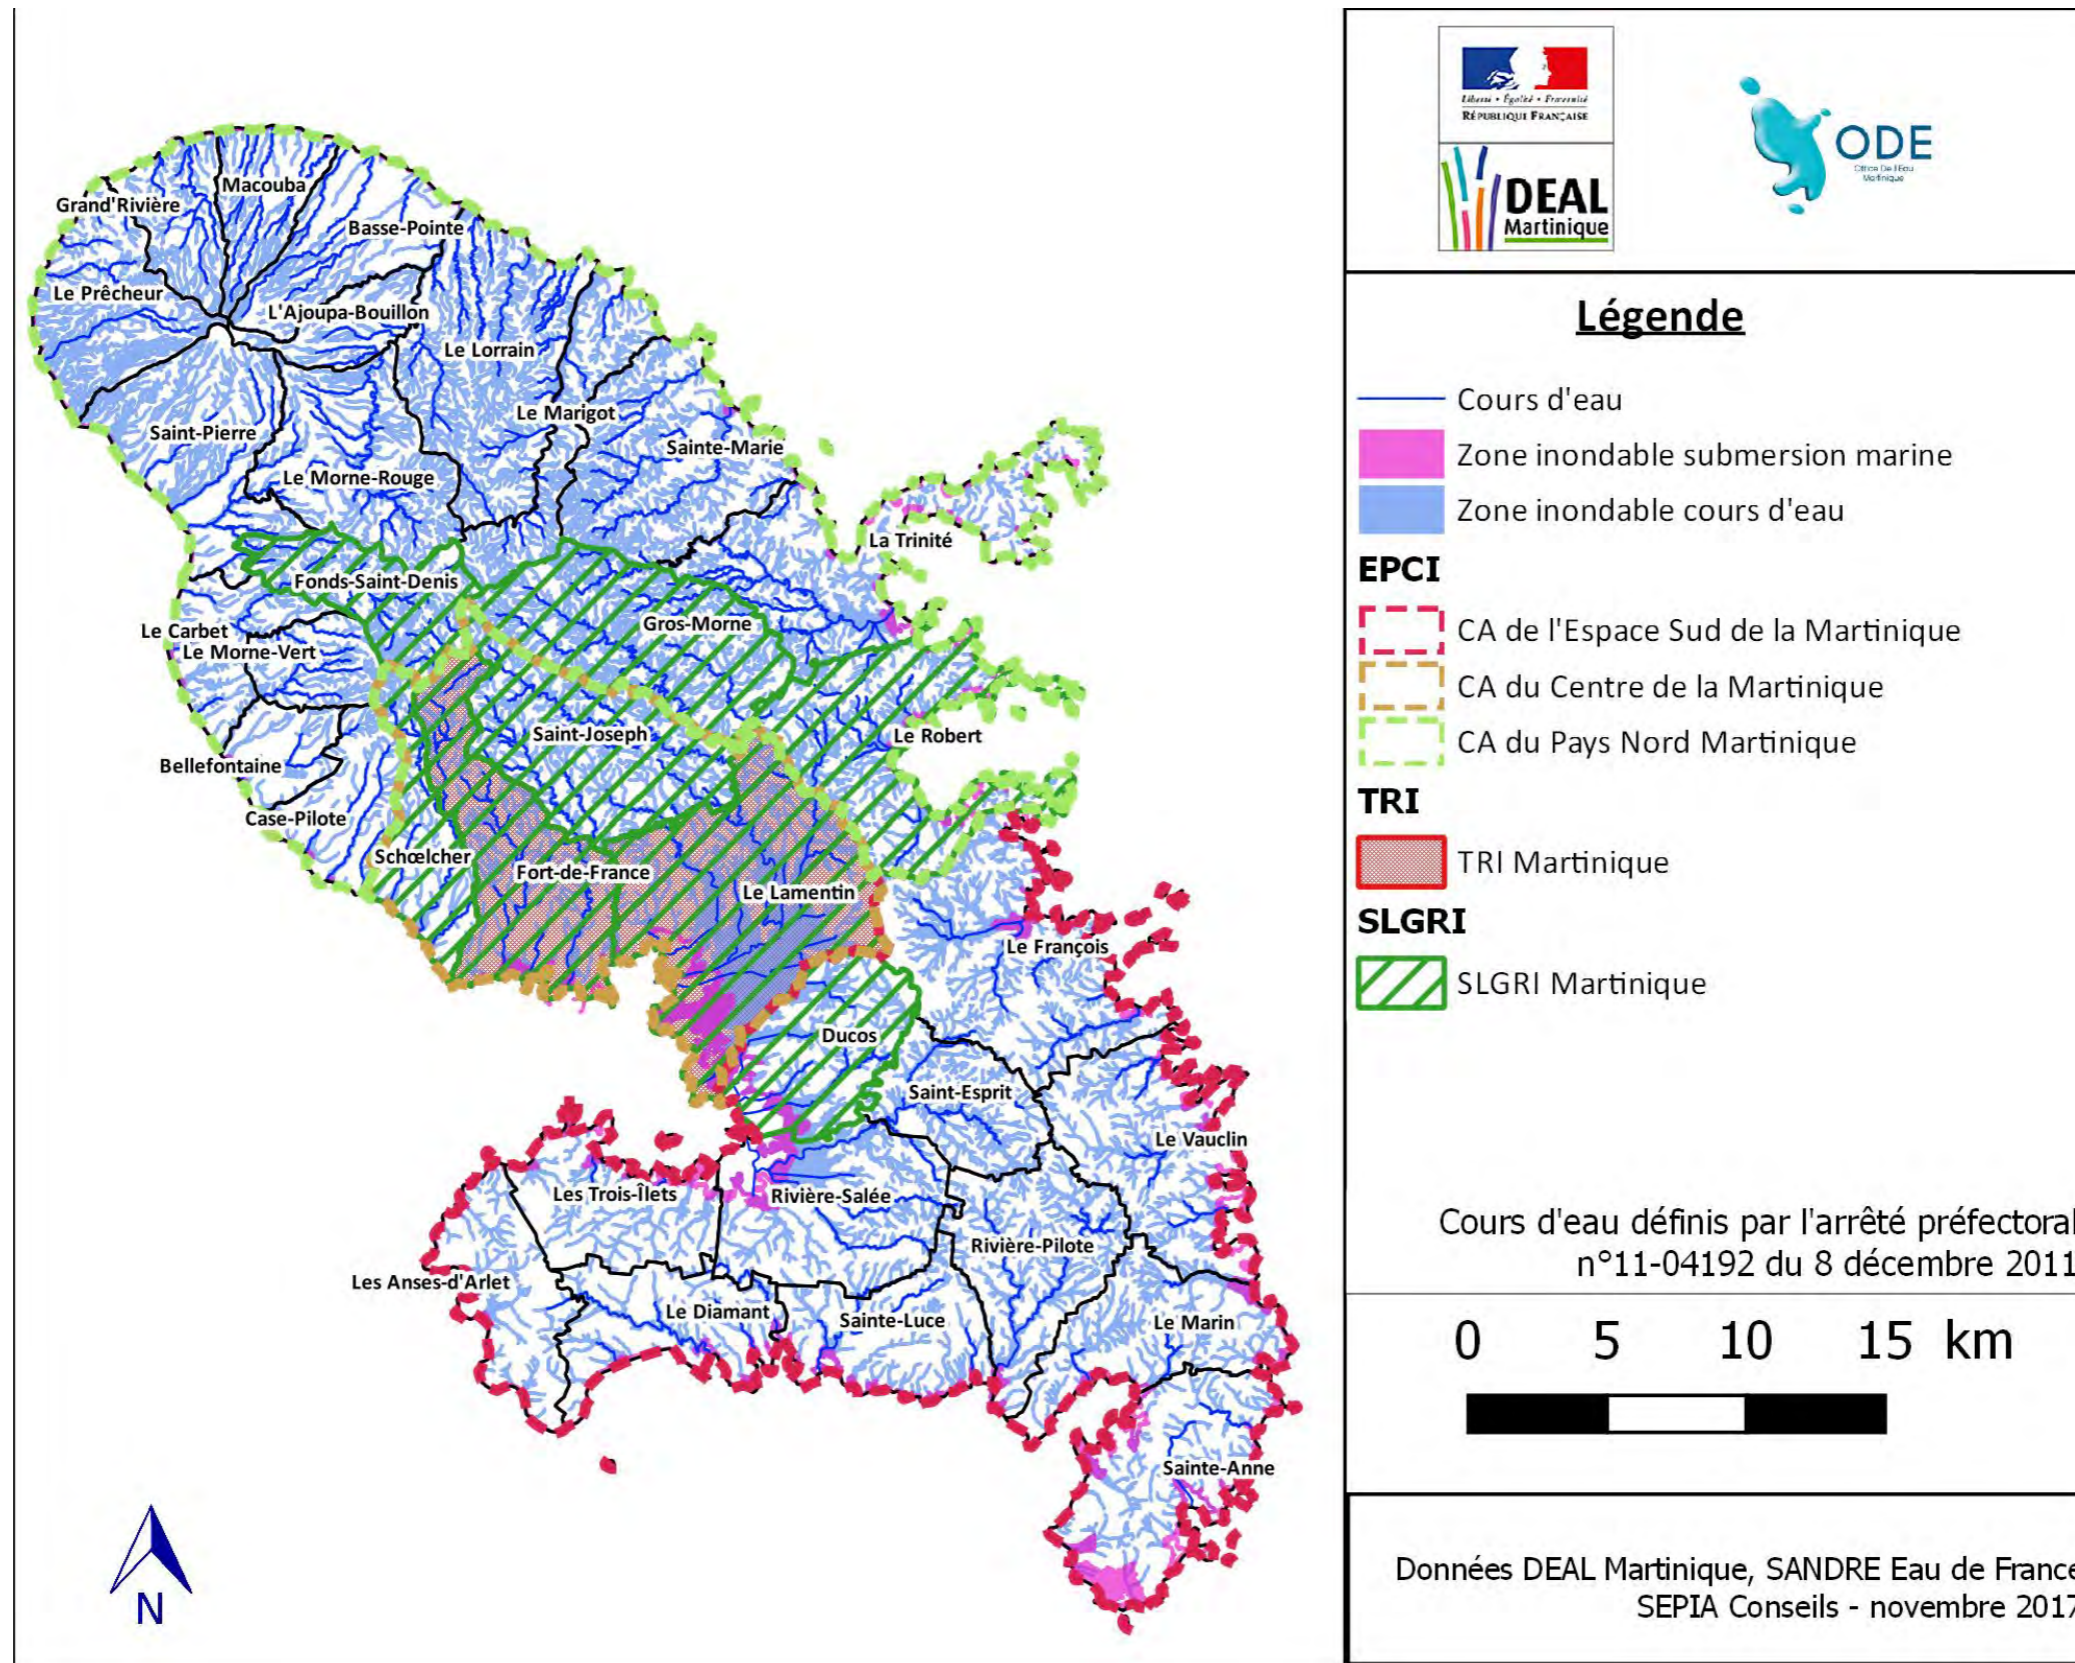 Macouba
Grand'Rivière
Basse-Pointe
Le Prêcheur
L'Ajoupa-Bouillon
Le Lorrain
Le Marigot
Saint-Pierre
Sainte-Marie
Le Morne-Rouge
La Trinité
Fonds-Saint-Denis
Gros-Morne
Le Carbet
Le Morne-Vert
Saint-Joseph
Le Robert
Bellefontaine
Case-Pilote
Schœlcher
Fort-de-France
Le Lamentin
Le François
Ducos
Saint-Esprit
Le Vauclin
Les Trois-Îlets
Rivière-Salée
Rivière-Pilote
Les Anses-d'Arlet
Le Diamant
Sainte-Luce
Le Marin
Sainte-Anne
N
Liberté • Égalité • Fraternité
RÉPUBLIQUE FRANÇAISE
DEAL
Martinique
ODE
Office De l'Eau
Martinique
Légende
Cours d'eau
Zone inondable submersion marine
Zone inondable cours d'eau
EPCI
CA de l'Espace Sud de la Martinique
CA du Centre de la Martinique
CA du Pays Nord Martinique
TRI
TRI Martinique
SLGRI
SLGRI Martinique
Cours d'eau définis par l'arrêté préfectoral
n°11-04192 du 8 décembre 2011
0 5 10 15 km
Données DEAL Martinique, SANDRE Eau de France
SEPIA Conseils - novembre 2017